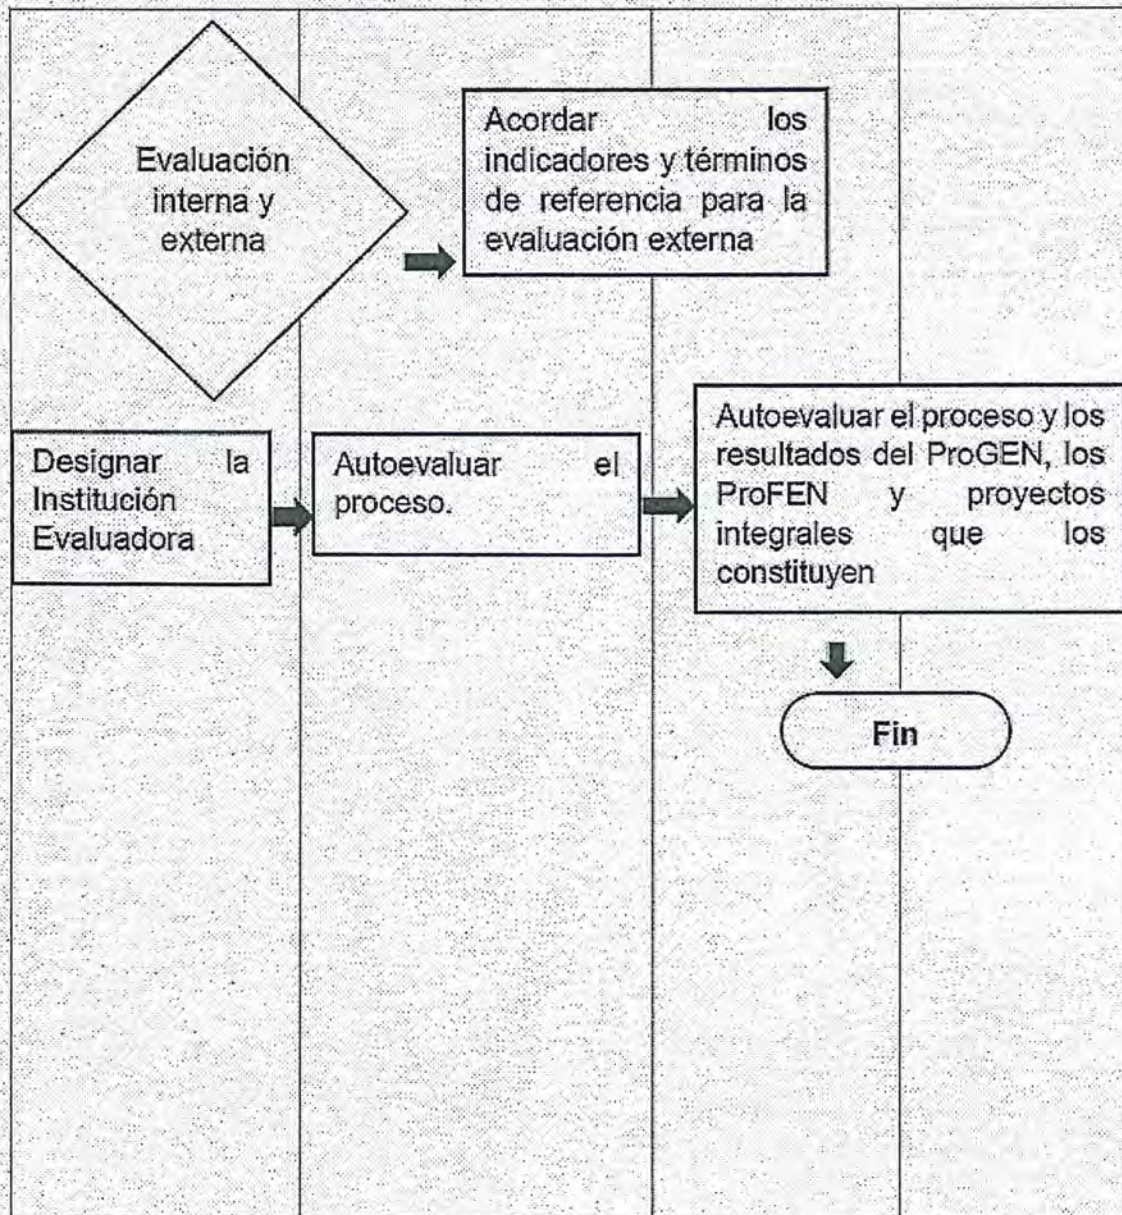 Evaluación
interna y
externa
Acordar los
indicadores y términos
de referencia para la
evaluación externa
Designar la
Institución
Evaluadora
Autoevaluar el
proceso.
Autoevaluar el proceso y los
resultados del ProGEN, los
ProFEN y proyectos
integrales que los
constituyen
Fin